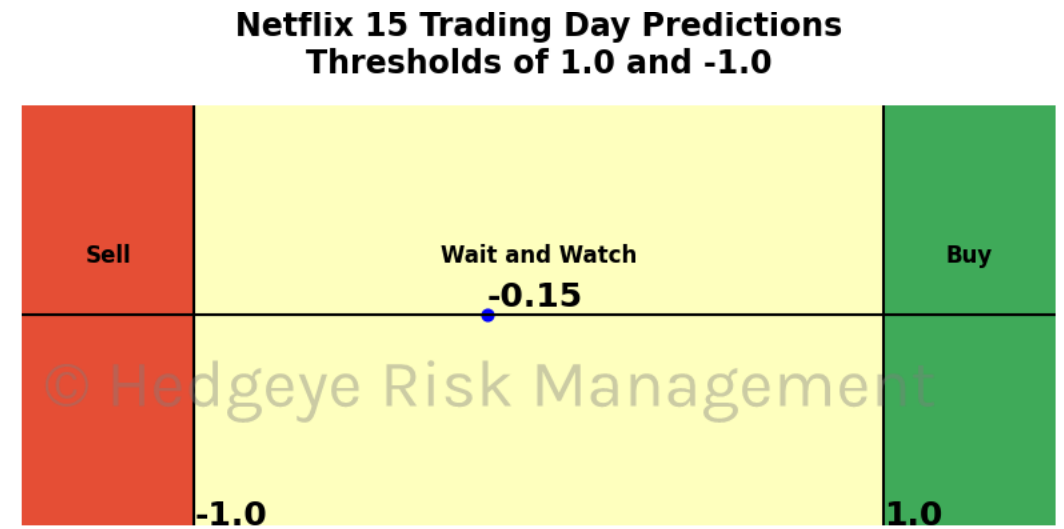 Netflix 15 Trading Day Predictions
Thresholds of 1.0 and -1.0
Sell
Wait and Watch
Buy
-0.15
© Hedgeye Risk Management
-1.0
1.0